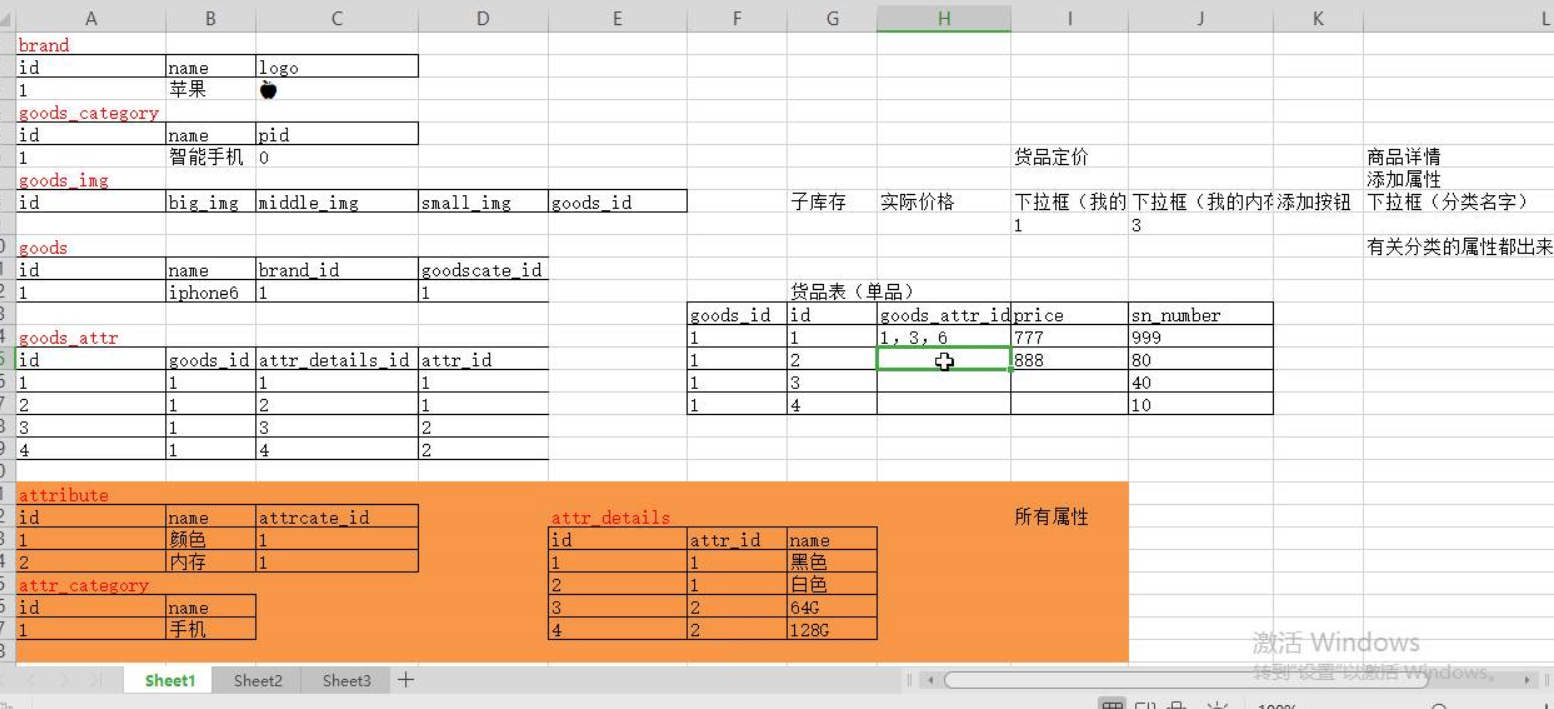 A B C D E F G H I J K L
brand
id name logo
1 苹果
goods_category
id name pid
1 智能手机 0 货品定价 商品详情
goods_img 添加属性
id big_img middle_img small_img goods_id 子库存 实际价格 下拉框（我的 下拉框（我的内存 添加按钮 下拉框（分类名字）
1 3
goods 有关分类的属性都出来
id name brand_id goodscate_id
1 iphone6 1 1 货品表（单品）
goods_id id goods_attr_id price sn_number
goods_attr 1 1 1，3，6 777 999
id goods_id attr_details_id attr_id 1 2 888 80
1 1 1 1 1 3 40
2 1 2 1 1 4 10
3 1 3 2
4 1 4 2
attribute
id name attrcate_id attr_details 所有属性
1 颜色 1 id attr_id name
2 内存 1 1 1 黑色
attr_category 2 1 白色
id name 3 2 64G
1 手机 4 2 128G
激活 Windows
转到"设置"以激活 Windows。
Sheet1 Sheet2 Sheet3